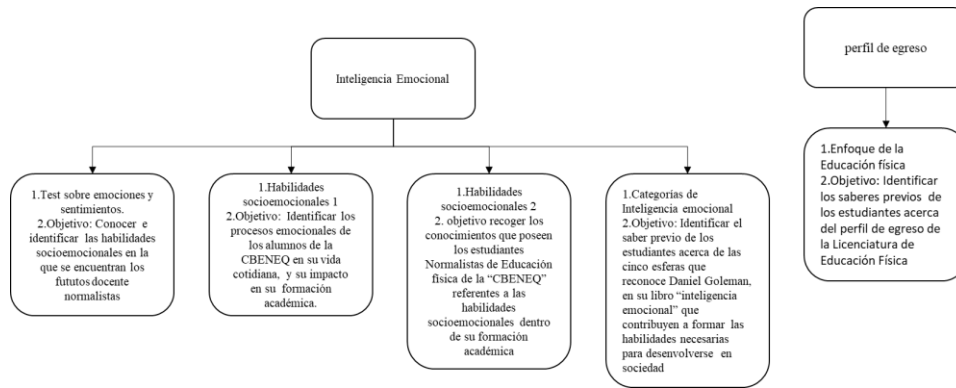 Inteligencia Emocional
1.Test sobre emociones y
sentimientos.
2.Objetivo: Conocer e
identificar las habilidades
socioemocionales en la
que se encuentran los
fututos docente
normalistas
1.Habilidades
socioemocionales 1
2.Objetivo: Identificar los
procesos emocionales de
los alumnos de la
CBENEQ en su vida
cotidiana, y su impacto
en su formación
académica.
1.Habilidades
socioemocionales 2
2. objetivo recoger los
conocimientos que poseen
los estudiantes
Normalistas de Educación
física de la “CBENEQ”
referentes a las
habilidades
socioemocionales dentro
de su formación
académica
1.Categorías de
Inteligencia emocional
2.Objetivo: Identificar el
saber previo de los
estudiantes acerca de las
cinco esferas que
reconoce Daniel Goleman,
en su libro “inteligencia
emocional” que
contribuyen a formar las
habilidades necesarias
para desenvolverse en
sociedad
perfil de egreso
1.Enfoque de la
Educación física
2.Objetivo: Identificar
los saberes previos de
los estudiantes acerca
del perfil de egreso de
la Licenciatura de
Educación Física